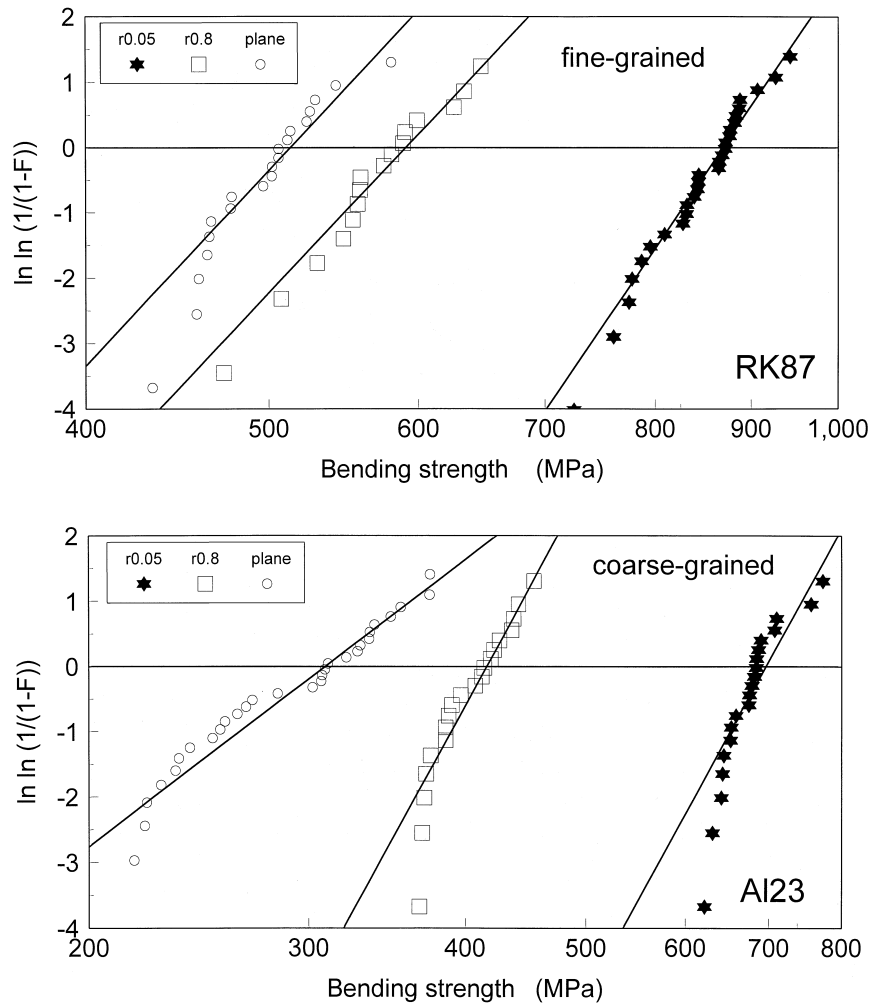 2
r0.05 r0.8 plane
fine-grained
1
0
ln ln (1/(1-F))
-1
-2
-3
RK87
-4
400 500 600 700 800 900 1,000
Bending strength (MPa)
2
r0.05 r0.8 plane
coarse-grained
1
0
ln ln (1/(1-F))
-1
-2
-3
Al23
-4
200 300 400 500 600 700 800
Bending strength (MPa)